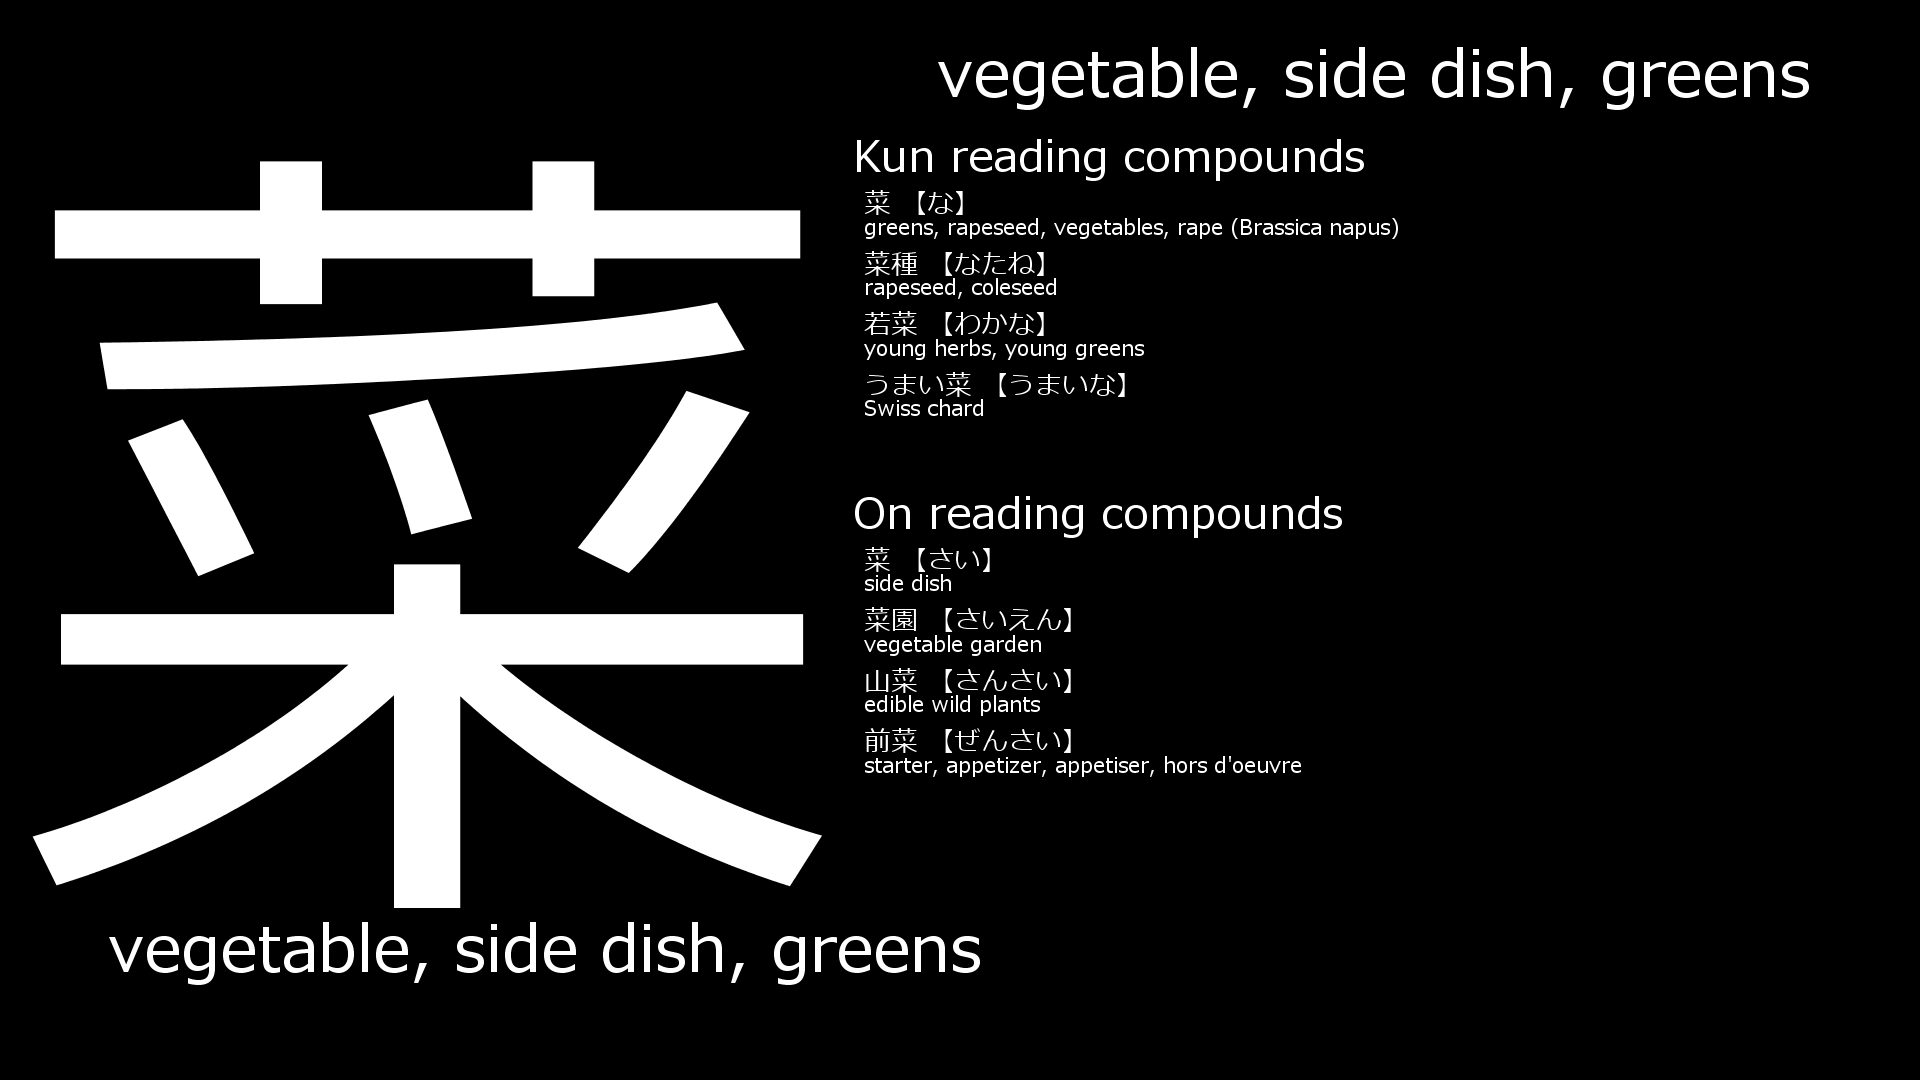 菜
vegetable, side dish, greens
vegetable, side dish, greens
Kun reading compounds
菜 【な】
greens, rapeseed, vegetables, rape (Brassica napus)
菜種 【なたね】
rapeseed, coleseed
若菜 【わかな】
young herbs, young greens
うまい菜 【うまいな】
Swiss chard
On reading compounds
菜 【さい】
side dish
菜園 【さいえん】
vegetable garden
山菜 【さんさい】
edible wild plants
前菜 【ぜんさい】
starter, appetizer, appetiser, hors d'oeuvre